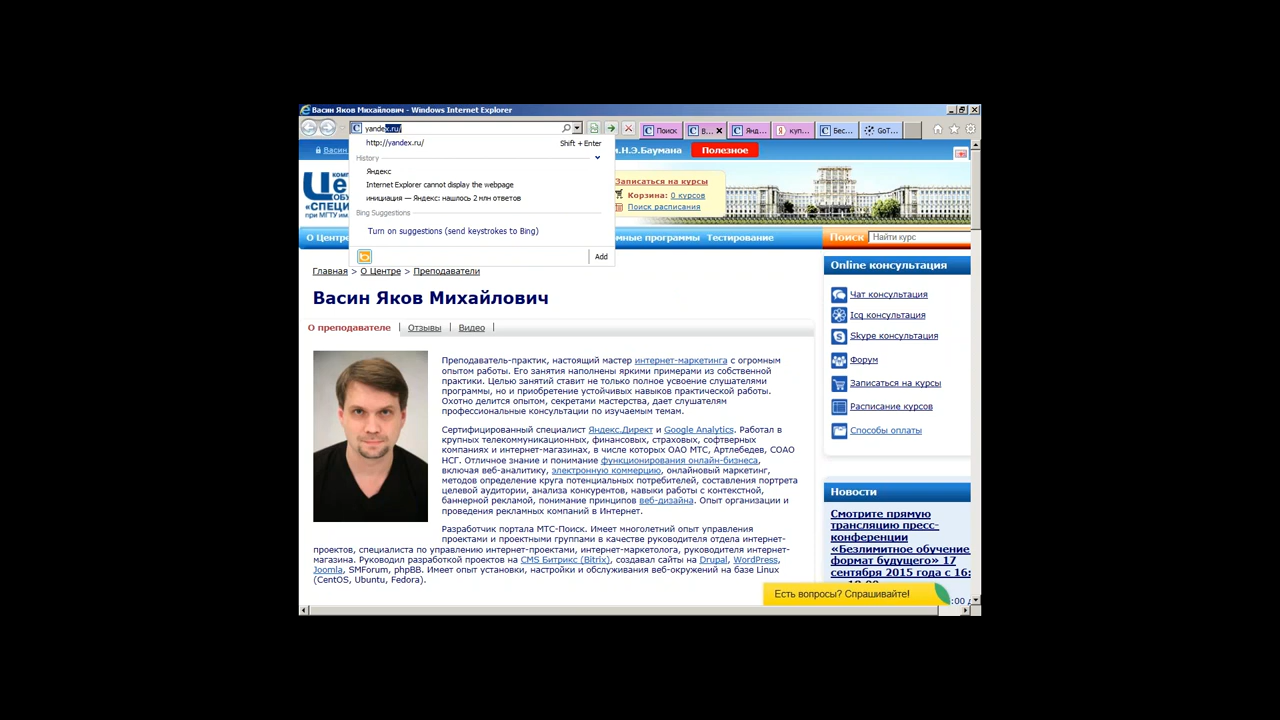 Васин Яков Михайлович - Windows Internet Explorer
yandex.ru/
Поиск
В...
Янд...
куп...
Бес...
GoT...
http://yandex.ru/ Shift + Enter
History
Яндекс
Internet Explorer cannot display the webpage
инициация — Яндекс: нашлось 2 млн ответов
Bing Suggestions
Turn on suggestions (send keystrokes to Bing)
Add
Васин
и.Н.Э.Баумана
Полезное
«СПЕЦИ
при МГТУ им
Записаться на курсы
Корзина: 0 курсов
Поиск расписания
О Центре
мные программы Тестирование
Поиск Найти курс
Главная > О Центре > Преподаватели
Васин Яков Михайлович
О преподавателе | Отзывы | Видео |
Преподаватель-практик, настоящий мастер интернет-маркетинга с огромным
опытом работы. Его занятия наполнены яркими примерами из собственной
практики. Целью занятий ставит не только полное усвоение слушателями
программы, но и приобретение устойчивых навыков практической работы.
Охотно делится опытом, секретами мастерства, дает слушателям
профессиональные консультации по изучаемым темам.
Сертифицированный специалист Яндекс.Директ и Google Analytics. Работал в
крупных телекоммуникационных, финансовых, страховых, софтверных
компаниях и интернет-магазинах, в числе которых ОАО МТС, Артлебедев, СОАО
НСГ. Отличное знание и понимание функционирования онлайн-бизнеса,
включая веб-аналитику, электронную коммерцию, онлайновый маркетинг,
методов определение круга потенциальных потребителей, составления портрета
целевой аудитории, анализа конкурентов, навыки работы с контекстной,
баннерной рекламой, понимание принципов веб-дизайна. Опыт организации и
проведения рекламных компаний в Интернет.
Разработчик портала МТС-Поиск. Имеет многолетний опыт управления
проектами и проектными группами в качестве руководителя отдела интернет-
проектов, специалиста по управлению интернет-проектами, интернет-маркетолога, руководителя интернет-
магазина. Руководил разработкой проектов на CMS Битрикс (Bitrix), создавал сайты на Drupal, WordPress,
Joomla, SMForum, phpBB. Имеет опыт установки, настройки и обслуживания веб-окружений на базе Linux
(CentOS, Ubuntu, Fedora).
Online консультация
Чат консультация
Icq консультация
Skype консультация
Форум
Записаться на курсы
Расписание курсов
Способы оплаты
Новости
Смотрите прямую
трансляцию пресс-
конференции
«Безлимитное обучение
формат будущего» 17
сентября 2015 года с 16:
Есть вопросы? Спрашивайте!